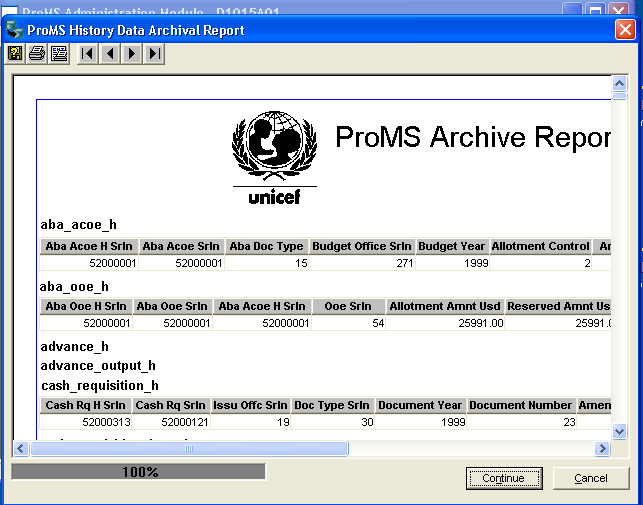 ProMS Administration Module - D1015A01
ProMS History Data Archival Report
ProMS Archive Repor
unicef
aba_acoe_h
Aba Acoe H Srln Aba Acoe Srln Aba Doc Type Budget Office Srln Budget Year Allotment Control Ar
52000001 52000001 15 271 1999 2
aba_ooe_h
Aba Ooe H Srln Aba Ooe Srln Aba Acoe H Srln Ooe Srln Allotment Amnt Usd Reserved Amnt Us
52000001 52000001 52000001 54 25991.00 25991.0
advance_h
advance_output_h
cash_requisition_h
Cash Rq H Srln Cash Rq Srln Issu Offc Srln Doc Type Srln Document Year Document Number Amen
52000313 52000121 19 30 1999 23
100%
Continue Cancel